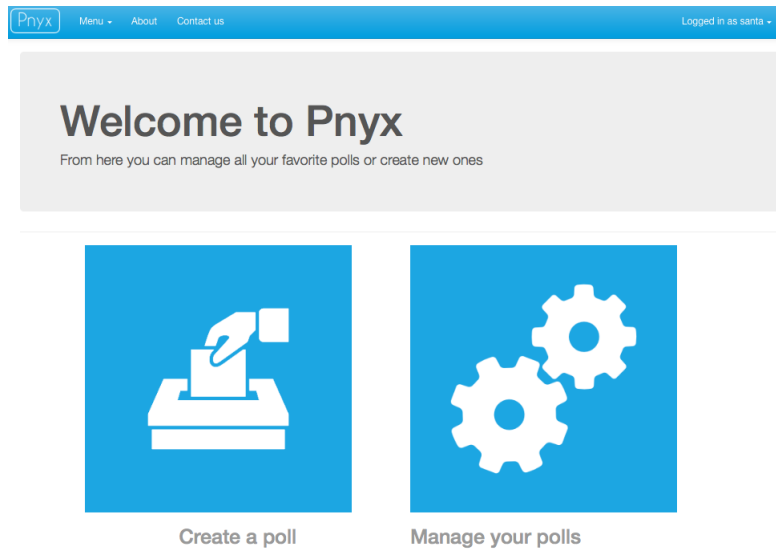 Pnyx Menu About Contact us Logged in as santa
Welcome to Pnyx
From here you can manage all your favorite polls or create new ones
Create a poll Manage your polls